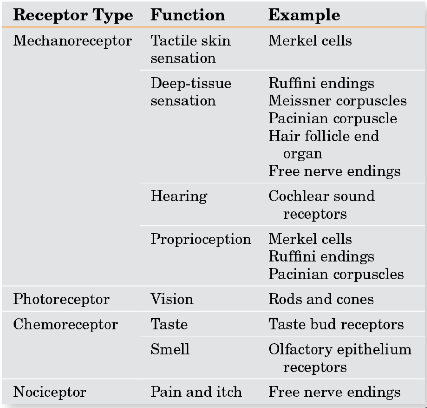 Receptor Type Function Example
Mechanoreceptor Tactile skin Merkel cells
sensation
Deep-tissue Ruffini endings
sensation Meissner corpuscles
Pacinian corpuscle
Hair follicle end
organ
Free nerve endings
Hearing Cochlear sound
receptors
Proprioception Merkel cells
Ruffini endings
Pacinian corpuscles
Photoreceptor Vision Rods and cones
Chemoreceptor Taste Taste bud receptors
Smell Olfactory epithelium
receptors
Nociceptor Pain and itch Free nerve endings